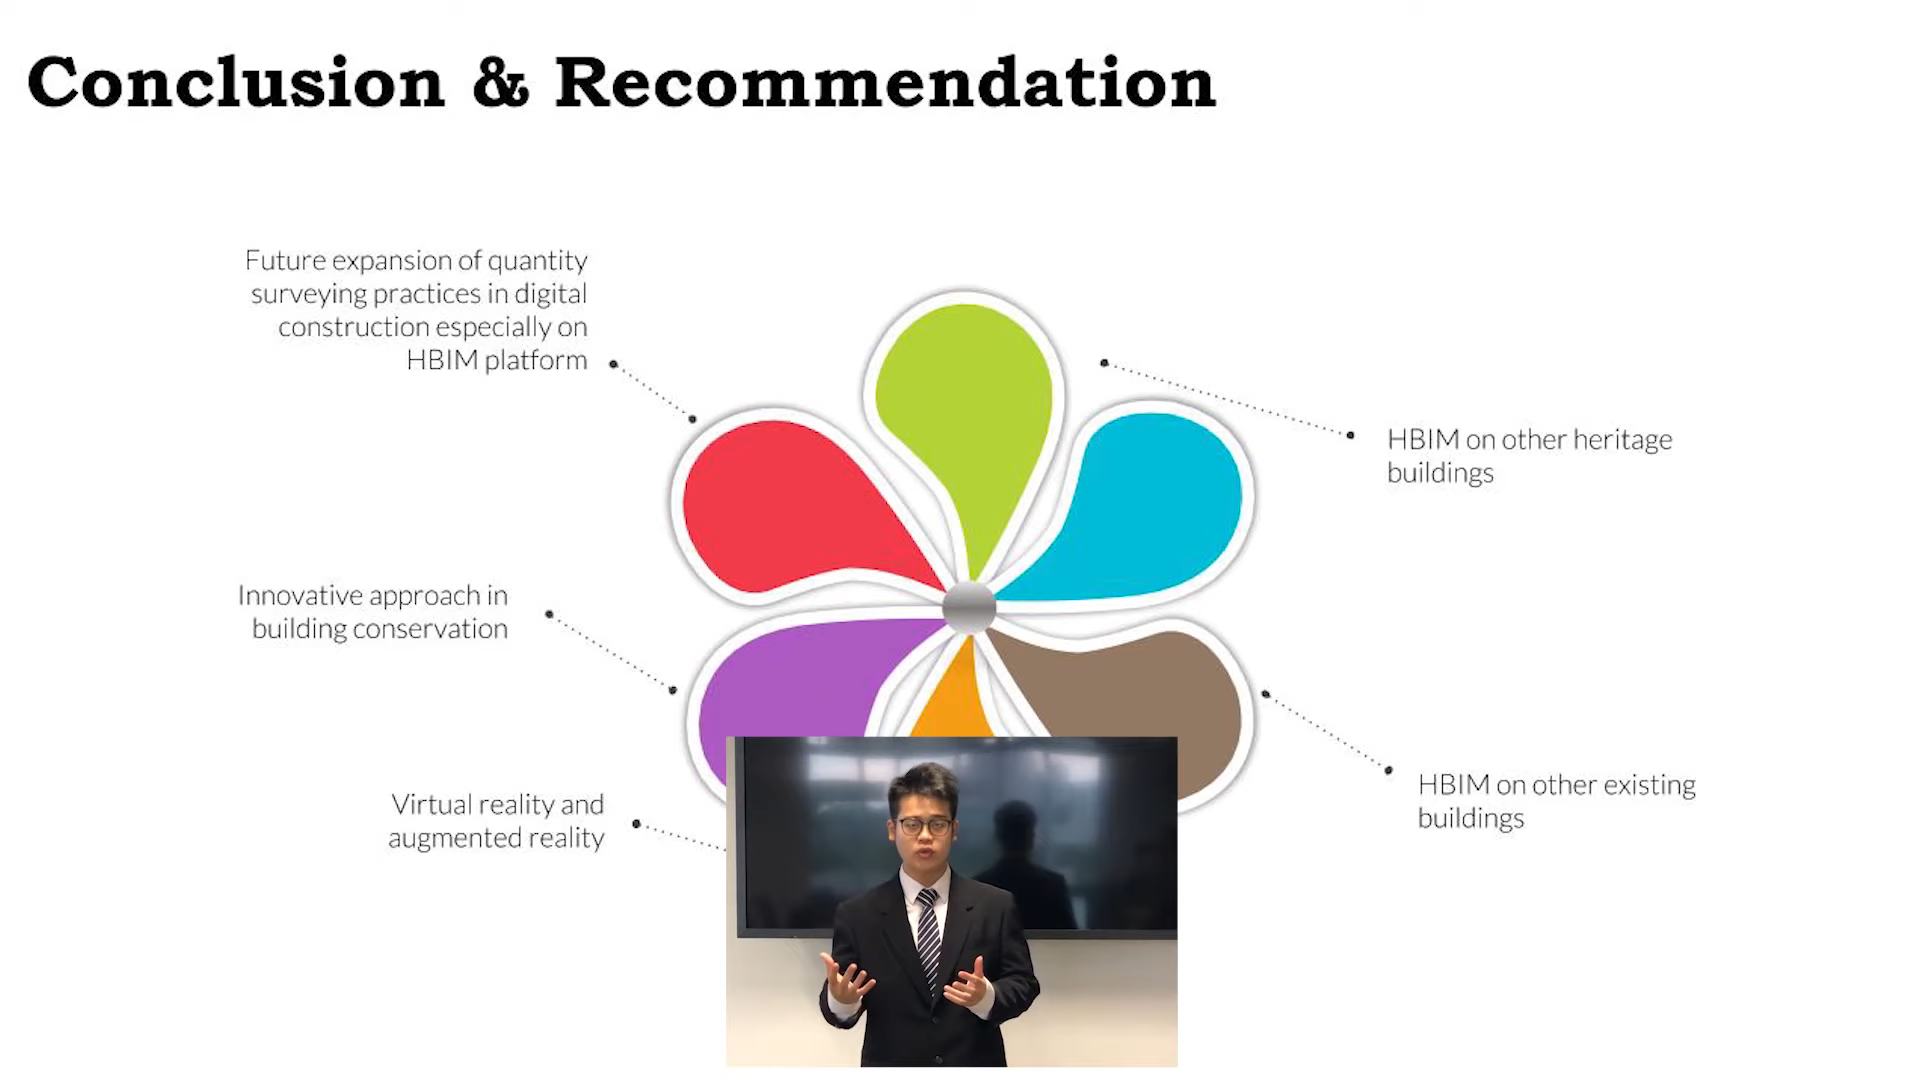 Conclusion & Recommendation
Future expansion of quantity
surveying practices in digital
construction especially on
HBIM platform
HBIM on other heritage
buildings
Innovative approach in
building conservation
HBIM on other existing
buildings
Virtual reality and
augmented reality